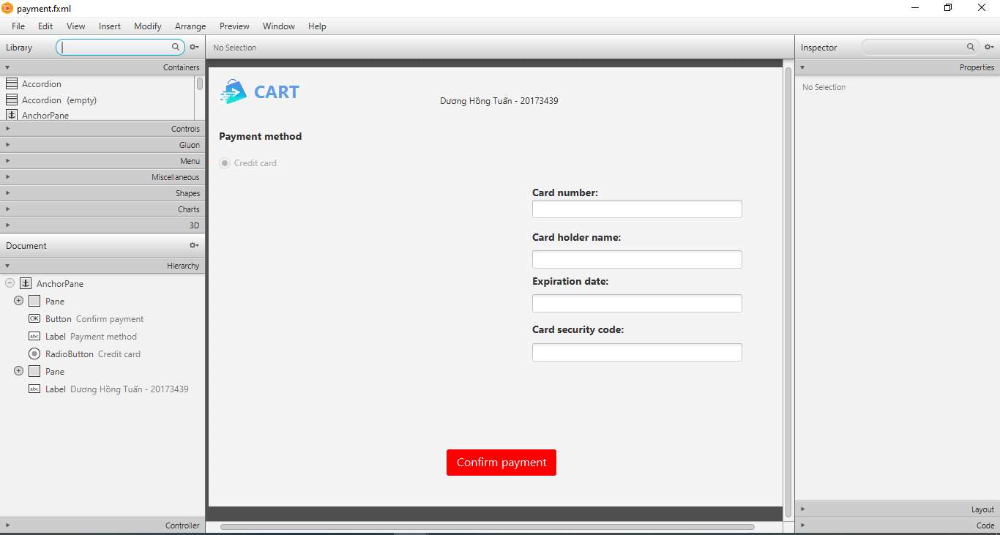 payment.fxml
File Edit View Insert Modify Arrange Preview Window Help
Library
No Selection
Inspector
Containers
Accordion
Accordion (empty)
AnchorPane
Controls
Gluon
Menu
Miscellaneous
Shapes
Charts
3D
Document
Hierarchy
AnchorPane
Pane
OK Button Confirm payment
abc Label Payment method
RadioButton Credit card
Pane
abc Label Dương Hồng Tuấn - 20173439
Controller
CART
Dương Hồng Tuấn - 20173439
Payment method
Credit card
Card number:
Card holder name:
Expiration date:
Card security code:
Confirm payment
Properties
No Selection
Layout
Code